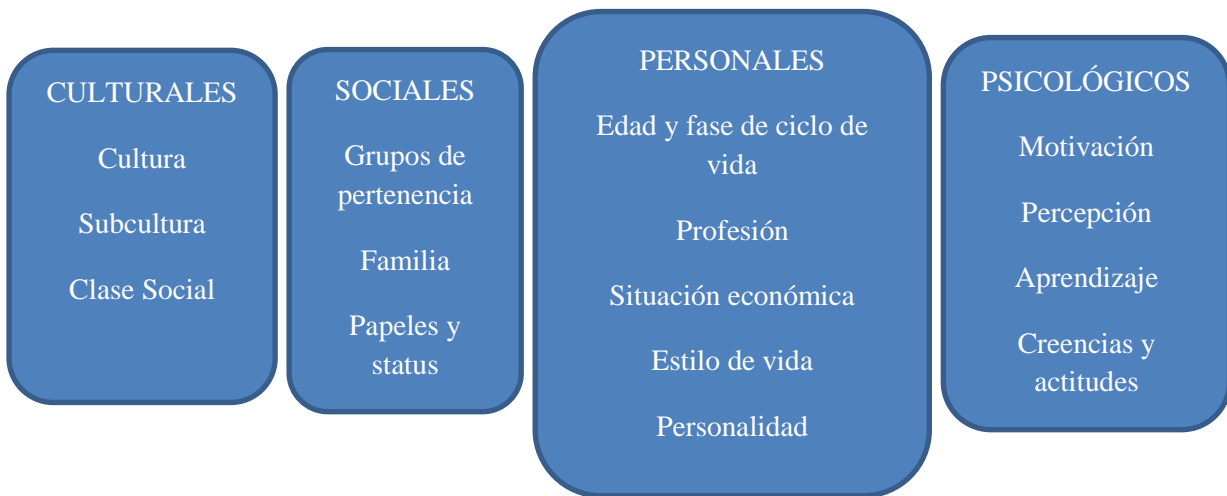 CULTURALES
Cultura
Subcultura
Clase Social
SOCIALES
Grupos de
pertenencia
Familia
Papeles y
status
PERSONALES
Edad y fase de ciclo de
vida
Profesión
Situación económica
Estilo de vida
Personalidad
PSICOLÓGICOS
Motivación
Percepción
Aprendizaje
Creencias y
actitudes